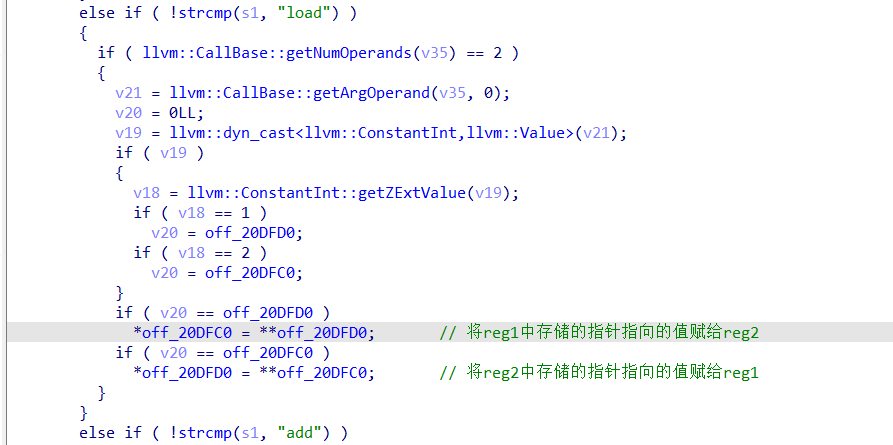 else if ( !strcmp(s1, "load") )
{
if ( llvm::CallBase::getNumOperands(v35) == 2 )
{
v21 = llvm::CallBase::getArgOperand(v35, 0);
v20 = 0LL;
v19 = llvm::dyn_cast<llvm::ConstantInt,llvm::Value>(v21);
if ( v19 )
{
v18 = llvm::ConstantInt::getZExtValue(v19);
if ( v18 == 1 )
v20 = off_20DFD0;
if ( v18 == 2 )
v20 = off_20DFC0;
}
if ( v20 == off_20DFD0 )
*off_20DFC0 = **off_20DFD0; // 将reg1中存储的指针指向的值赋给reg2
if ( v20 == off_20DFC0 )
*off_20DFD0 = **off_20DFC0; // 将reg2中存储的指针指向的值赋给reg1
}
}
else if ( !strcmp(s1, "add") )